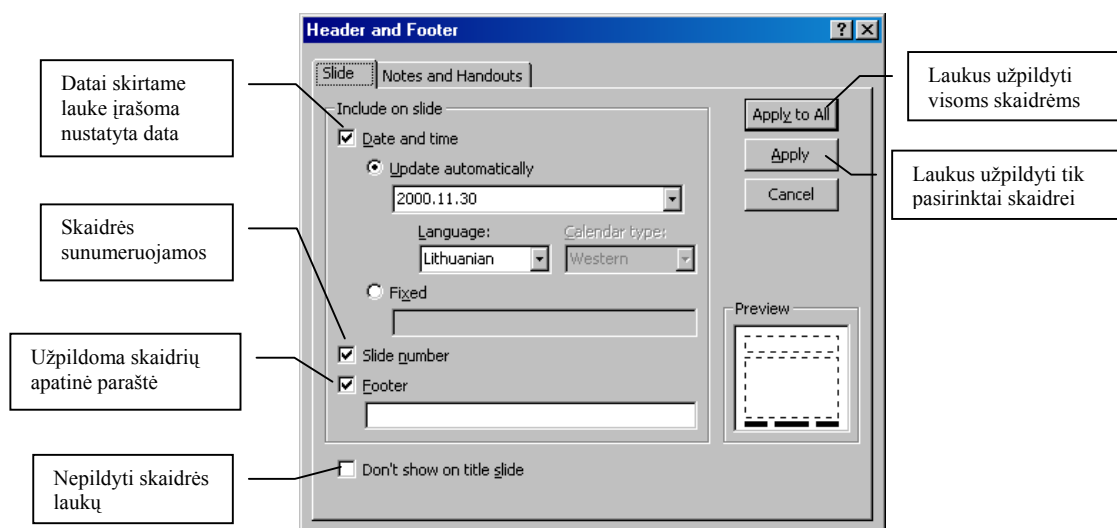 Header and Footer
Slide
Notes and Handouts
Datai skirtame
lauke įrašoma
nustatyta data
Include on slide
Date and time
Update automatically
2000.11.30
Language:
Calendar type:
Lithuanian
Western
Fixed
Slide number
Footer
Don't show on title slide
Skaidrės
sunumeruojamos
Užpildoma skaidrių
apatinė paraštė
Nepildyti skaidrės
laukų
Apply to All
Apply
Cancel
Preview
Laukus užpildyti
visoms skaidrėms
Laukus užpildyti tik
pasirinktai skaidrei